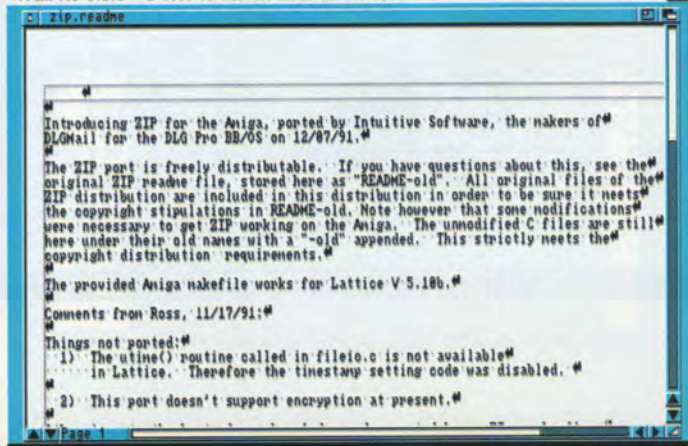 zip.readme
Introducing ZIP for the Amiga, ported by Intuitive Software, the makers of
DLGMail for the DLG Pro BB/OS on 12/07/91.
The ZIP port is freely distributable. If you have questions about this, see the
original ZIP readme file, stored here as "README-old". All original files of the
ZIP distribution are included in this distribution in order to be sure it meets
the copyright stipulations in README-old. Note however that some modifications
were necessary to get ZIP working on the Amiga. The unmodified C files are still
here under their old names with a "-old" appended. This strictly meets the
copyright distribution requirements.
The provided Amiga makefile works for Lattice V 5.10b.
Comments from Ross, 11/17/91:
Things not ported:
1) The utime() routine called in fileio.c is not available
in Lattice. Therefore the timestamp setting code was disabled.
2) This port doesn't support encryption at present.
Page 1